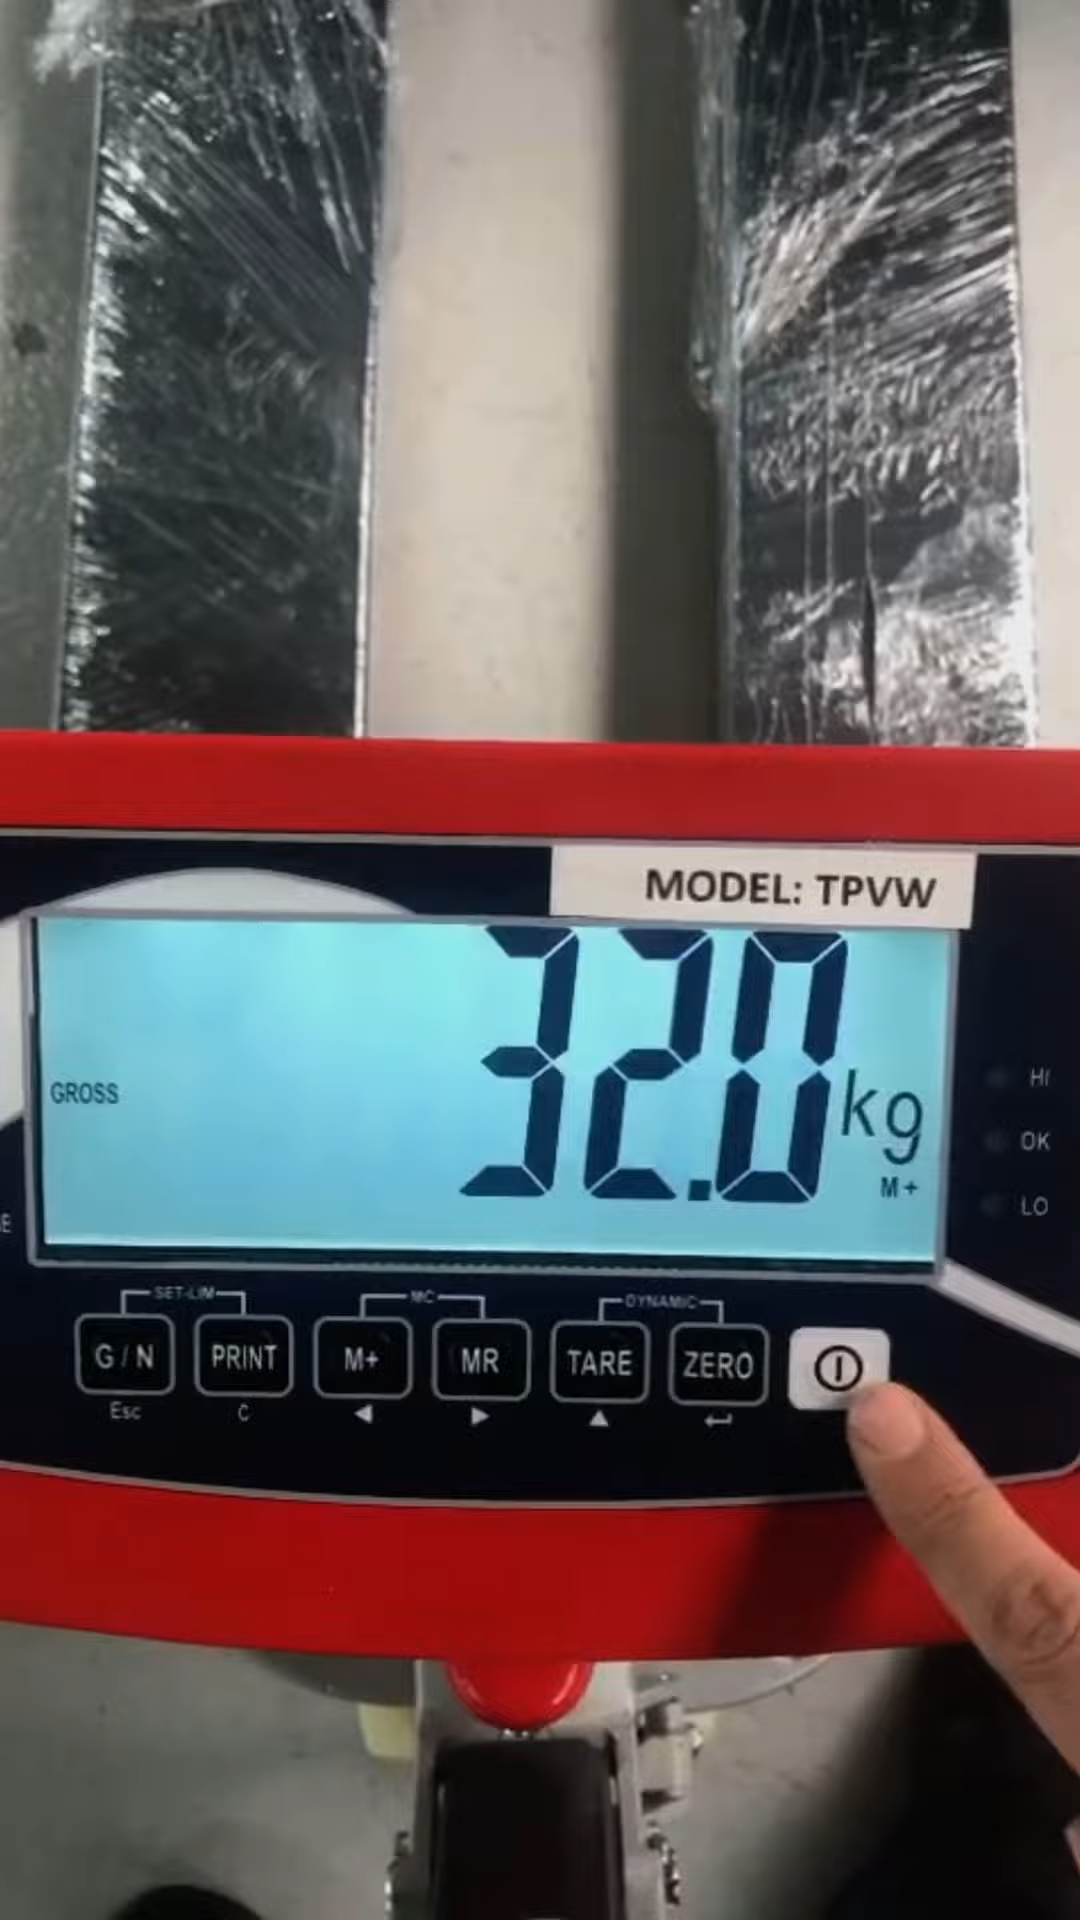 MODEL: TPVW
32.0 kg
GROSS
M+
HI
OK
LO
SET-LIM
MC
DYNAMIC
G / N
PRINT
M+
MR
TARE
ZERO
Esc
C